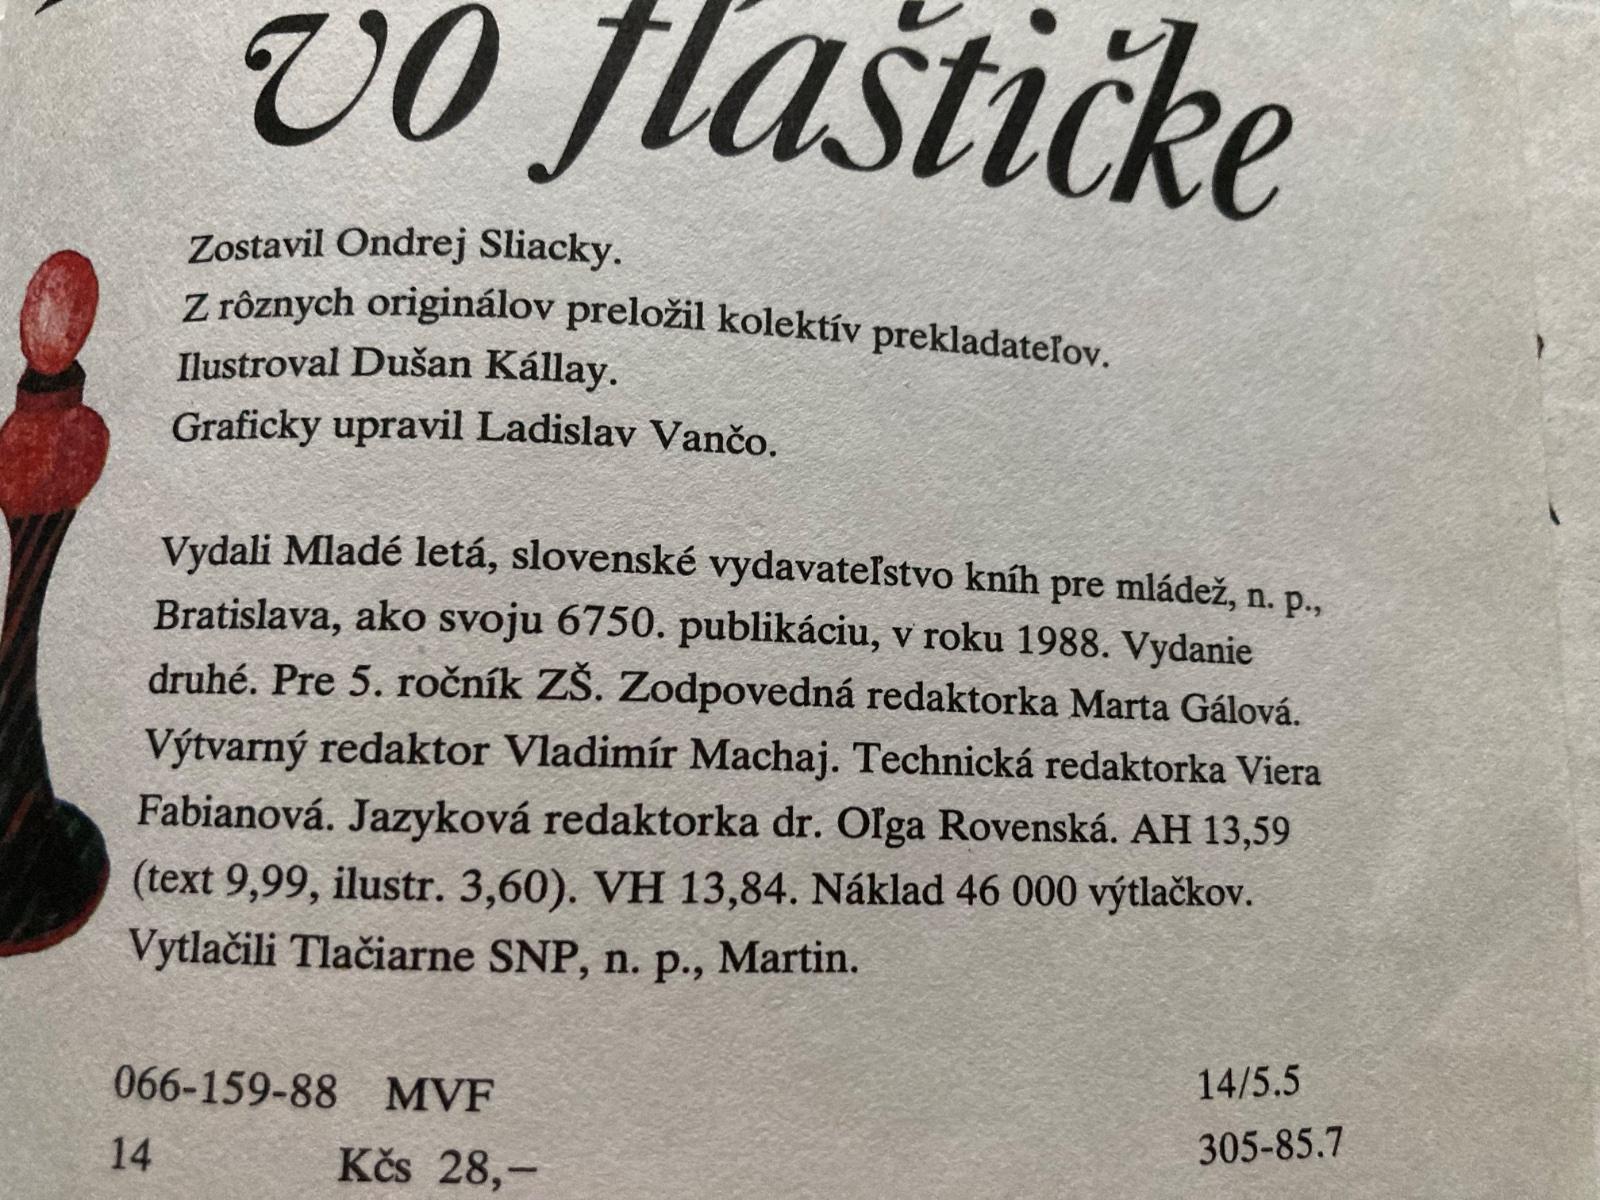 vo fľaštičke
Zostavil Ondrej Sliacky.
Z rôznych originálov preložil kolektív prekladateľov.
Ilustroval Dušan Kállay.
Graficky upravil Ladislav Vančo.
Vydali Mladé letá, slovenské vydavateľstvo kníh pre mládež, n. p.,
Bratislava, ako svoju 6750. publikáciu, v roku 1988. Vydanie
druhé. Pre 5. ročník ZŠ. Zodpovedná redaktorka Marta Gálová.
Výtvarný redaktor Vladimír Machaj. Technická redaktorka Viera
Fabianová. Jazyková redaktorka dr. Oľga Rovenská. AH 13,59
(text 9,99, ilustr. 3,60). VH 13,84. Náklad 46 000 výtlačkov.
Vytlačili Tlačiarne SNP, n. p., Martin.
066-159-88 MVF 14/5.5
14 Kčs 28,– 305-85.7